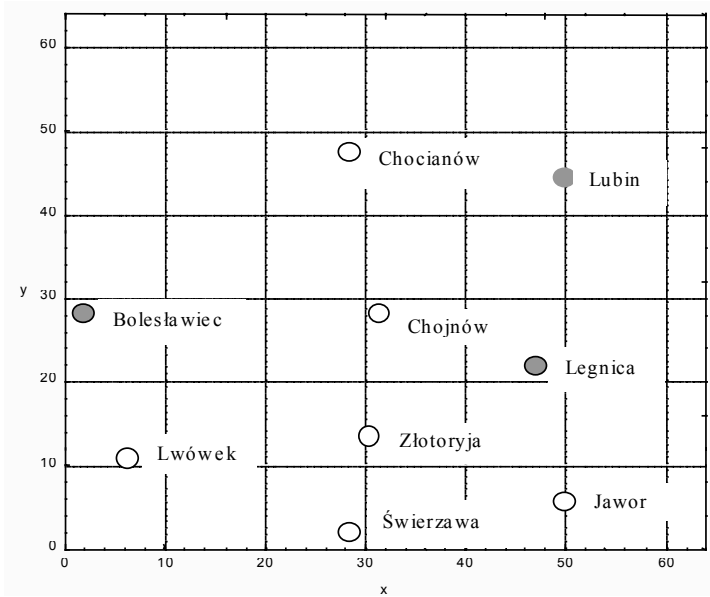 60
50
Chocianów
Lubin
40
y
30
Bolesławiec
Chojnów
Legnica
20
Złotoryja
Lwówek
10
Jawor
Świerzawa
0
0 10 20 30 40 50 60
x